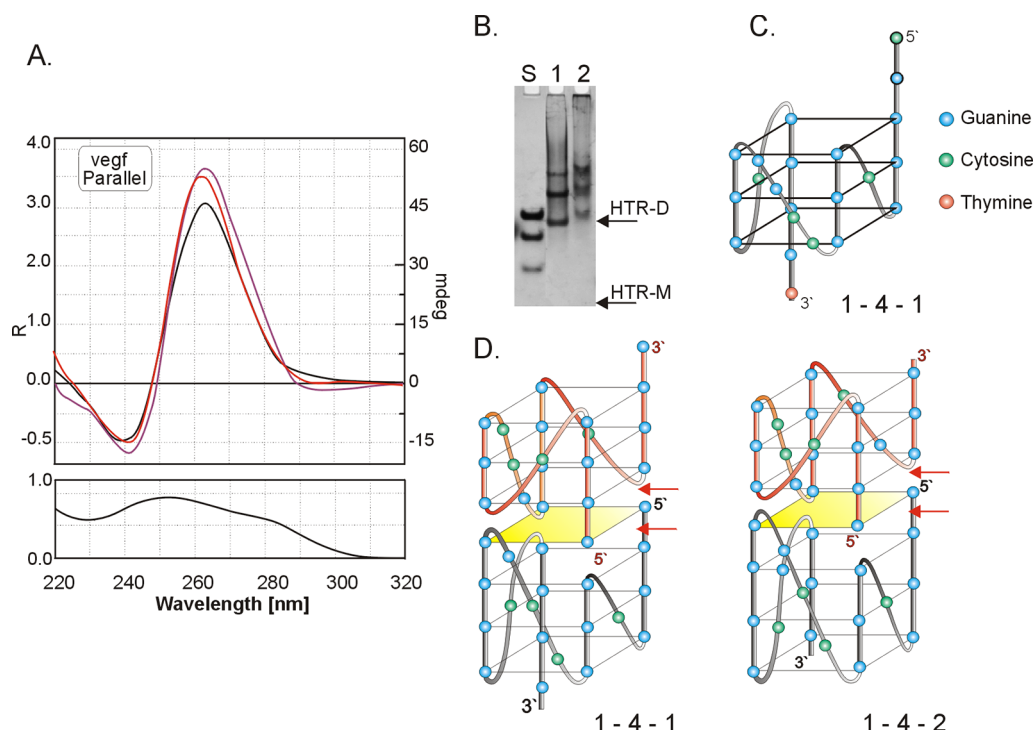 A.
vegf
Parallel
4.0
3.0
2.0
1.0
0.0
-0.5
R
60
45
30
15
0
-15
mdeg
1.0
0.0
220
240
260
280
300
320
Wavelength [nm]
B.
S 1 2
HTR-D
HTR-M
C.
5`
3`
Guanine
Cytosine
Thymine
1 - 4 - 1
D.
3`
5`
5`
3`
1 - 4 - 1
3`
5`
5`
3`
1 - 4 - 2